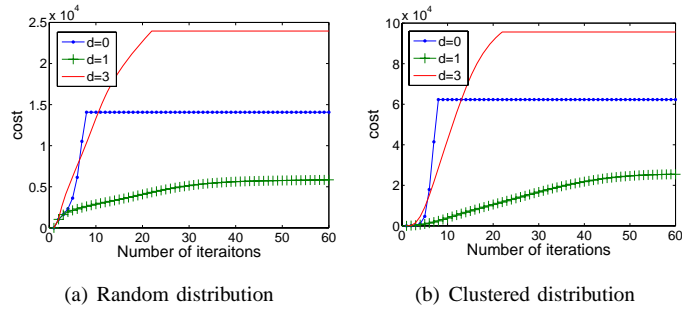 x 10^4
2.5
2
1.5
1
0.5
0
0 10 20 30 40 50 60
cost
Number of iteraitons
d=0
d=1
d=3
(a) Random distribution
x 10^4
10
8
6
4
20
0
0 10 20 30 40 50 60
cost
Number of iteraitons
d=0
d=1
d=3
(b) Clustered distribution